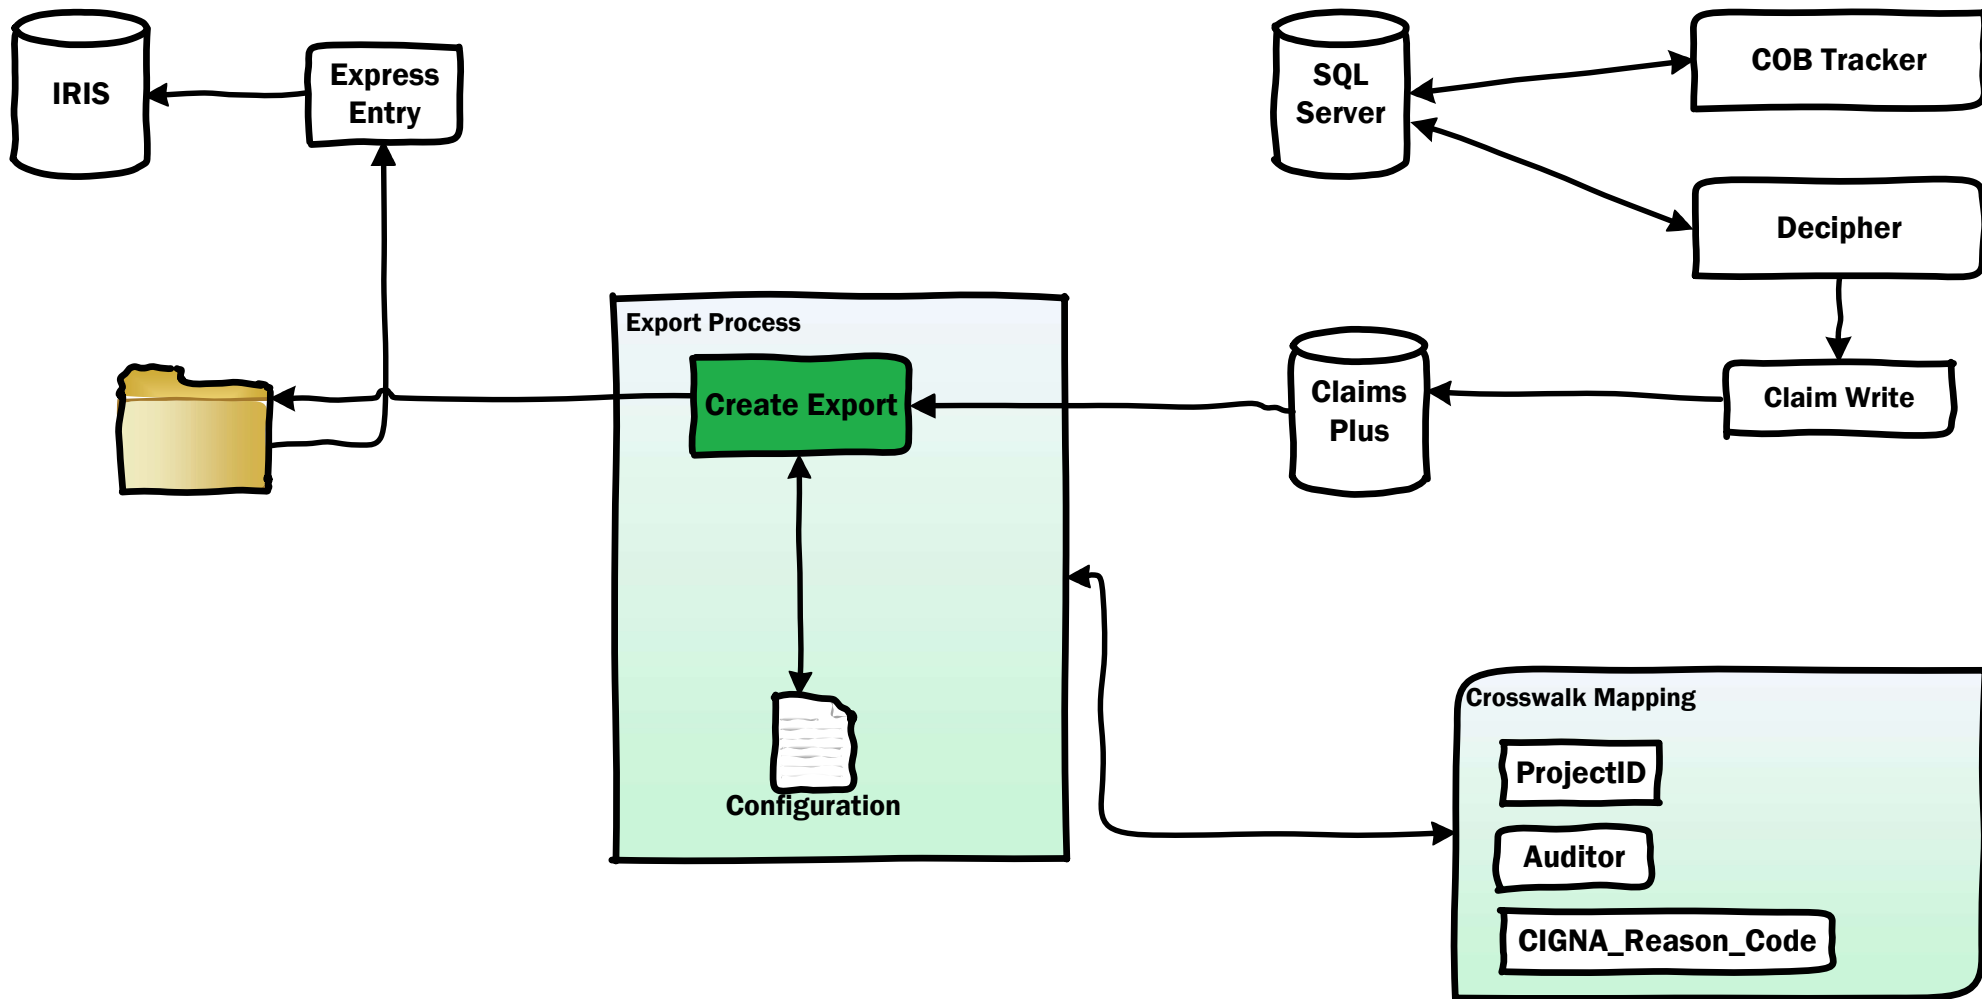 IRIS
Express
Entry
SQL
Server
COB Tracker
Decipher
Export Process
Create Export
Claims
Plus
Claim Write
Configuration
Crosswalk Mapping
ProjectID
Auditor
CIGNA_Reason_Code